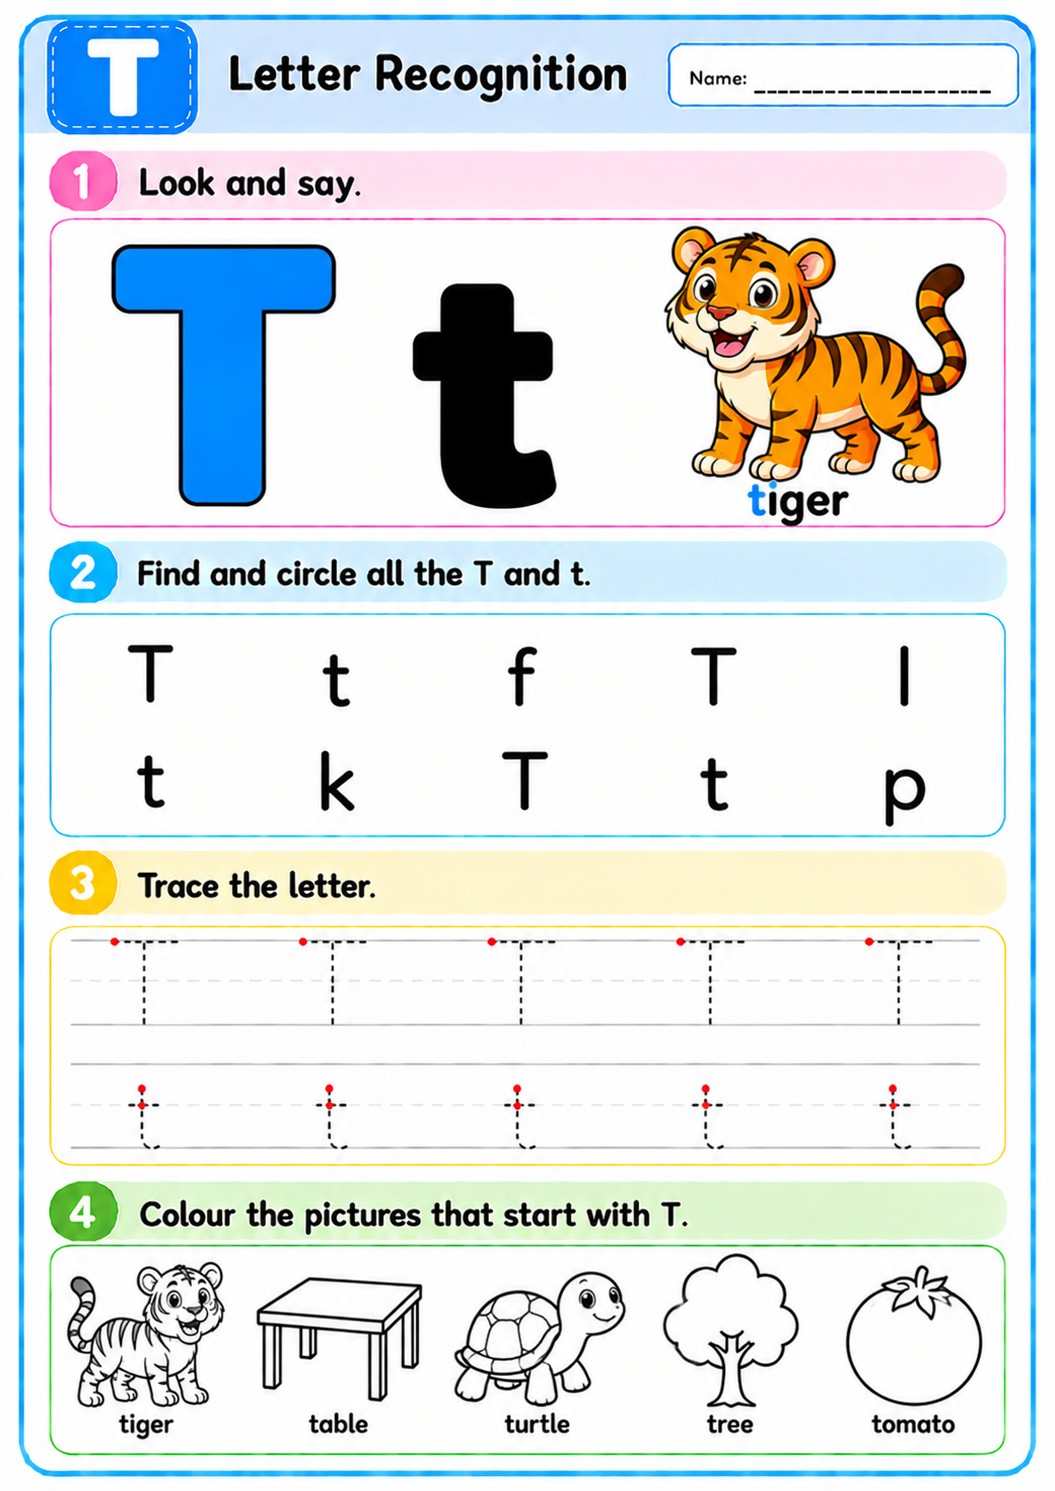 T
Letter Recognition
Name: ____________________
1 Look and say.
T t
tiger
2 Find and circle all the T and t.
T t f T l
t k T t p
3 Trace the letter.
T T T T T
t t t t t
4 Colour the pictures that start with T.
tiger table turtle tree tomato